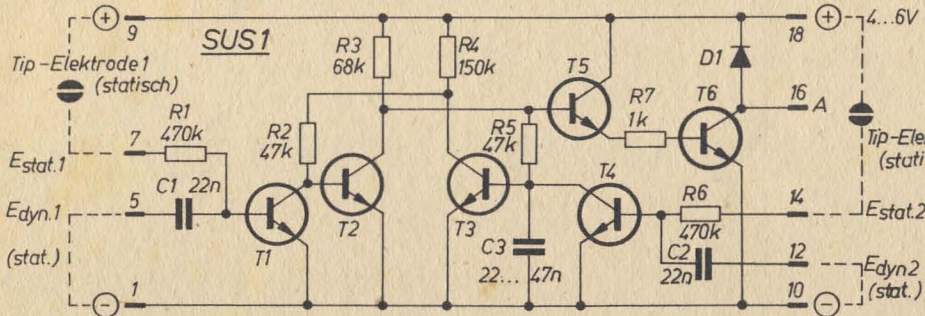 +
9
SUS1
R3
68k
R4
150k
18
+
4...6V
Tip-Elektrode1
(statisch)
T5
D1
R7
1k
T6
16
A
R1
470k
7
R2
47k
R5
47k
T4
Tip-Ele
(stati
Estat.1
C1
22n
R6
470k
14
Estat.2
Edyn.1
5
(stat.)
T1
T2
T3
C3
22... 47n
C2
22n
12
Edyn2
(stat.)
1
10